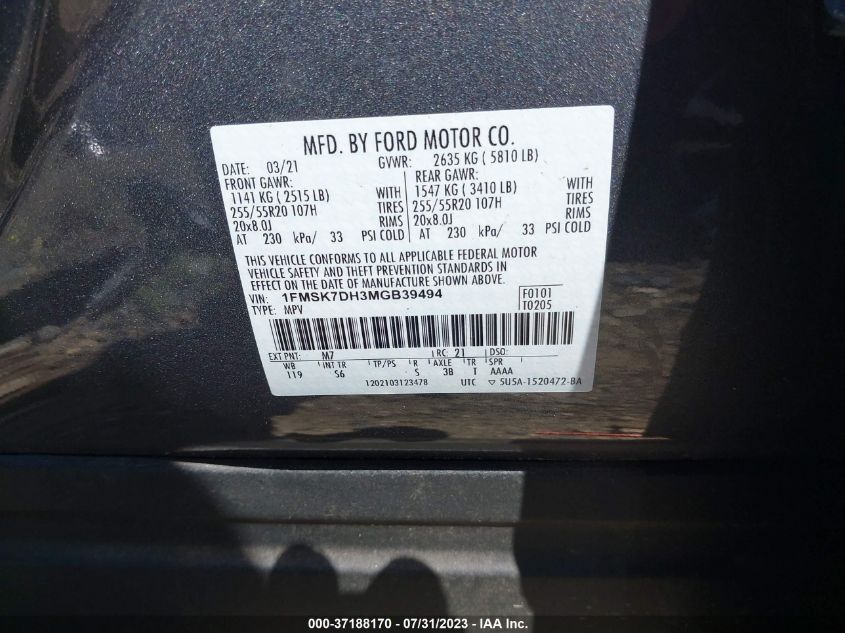 MFD. BY FORD MOTOR CO.
DATE: 03/21 GVWR: 2635 KG ( 5810 LB)
FRONT GAWR: REAR GAWR:
1141 KG ( 2515 LB) WITH 1547 KG ( 3410 LB) WITH
255/55R20 107H TIRES 255/55R20 107H TIRES
20x8.0J RIMS 20x8.0J RIMS
AT 230 kPa/ 33 PSI COLD AT 230 kPa/ 33 PSI COLD
THIS VEHICLE CONFORMS TO ALL APPLICABLE FEDERAL MOTOR
VEHICLE SAFETY AND THEFT PREVENTION STANDARDS IN
EFFECT ON THE DATE OF MANUFACTURE SHOWN ABOVE.
VIN: 1FMSK7DH3MGB39494 F0101
TYPE: MPV T0205
EXT PNT: M7 RC: 21 DSO:
WB INT TR TP/PS R AXLE TR
119 S6 S 3B T AAAA
1202103123478 UTC ▽ 5U5A-1520472-BA
000-37188170 - 07/31/2023 - IAA Inc.